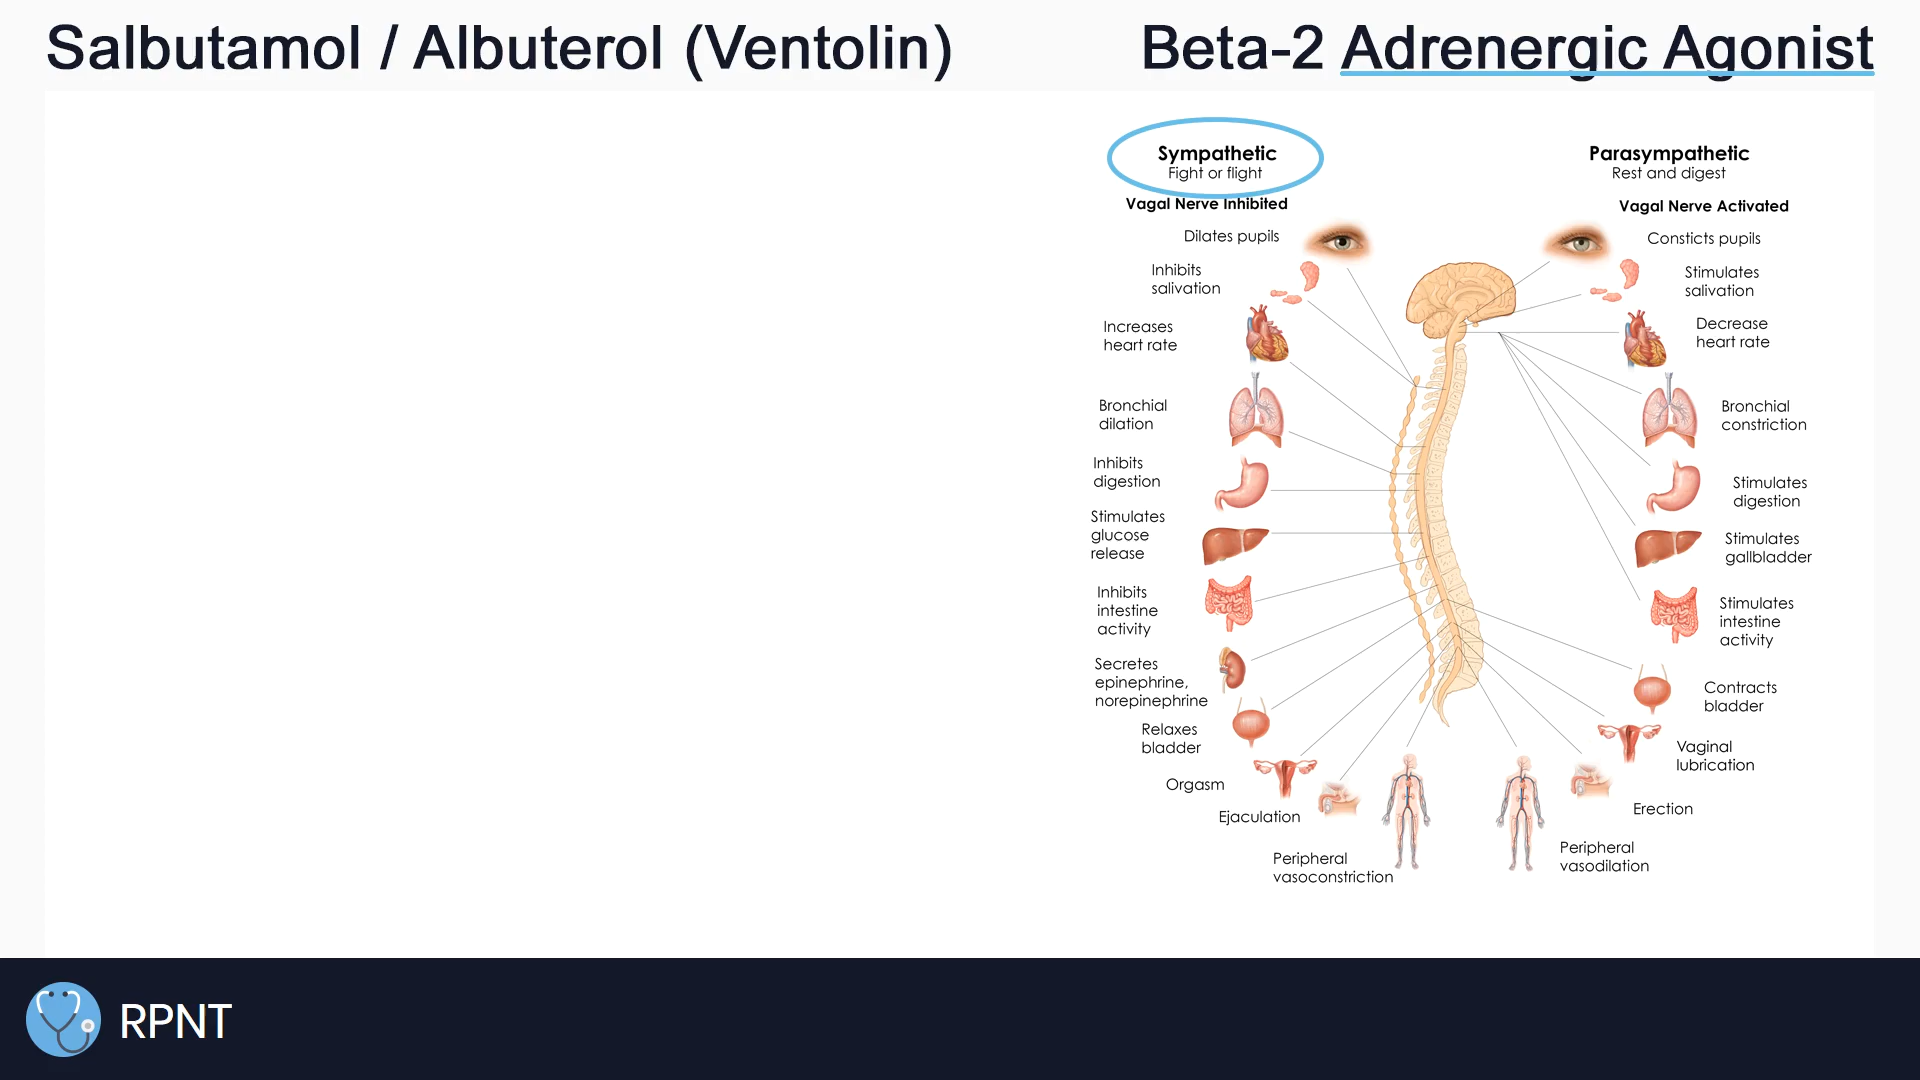 Salbutamol / Albuterol (Ventolin)
Beta-2 Adrenergic Agonist
Sympathetic
Fight or flight
Vagal Nerve Inhibited
Dilates pupils
Inhibits
salivation
Increases
heart rate
Bronchial
dilation
Inhibits
digestion
Stimulates
glucose
release
Inhibits
intestine
activity
Secretes
epinephrine,
norepinephrine
Relaxes
bladder
Orgasm
Ejaculation
Peripheral
vasoconstriction
Parasympathetic
Rest and digest
Vagal Nerve Activated
Consticts pupils
Stimulates
salivation
Decrease
heart rate
Bronchial
constriction
Stimulates
digestion
Stimulates
gallbladder
Stimulates
intestine
activity
Contracts
bladder
Vaginal
lubrication
Erection
Peripheral
vasodilation
RPNT